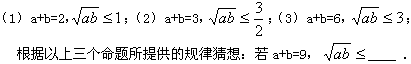 (1) a+b=2, √ab ≤1; (2) a+b=3, √ab ≤ 3/2; (3) a+b=6, √ab ≤3;
根据以上三个命题所提供的规律猜想：若 a+b=9， √ab ≤____ .